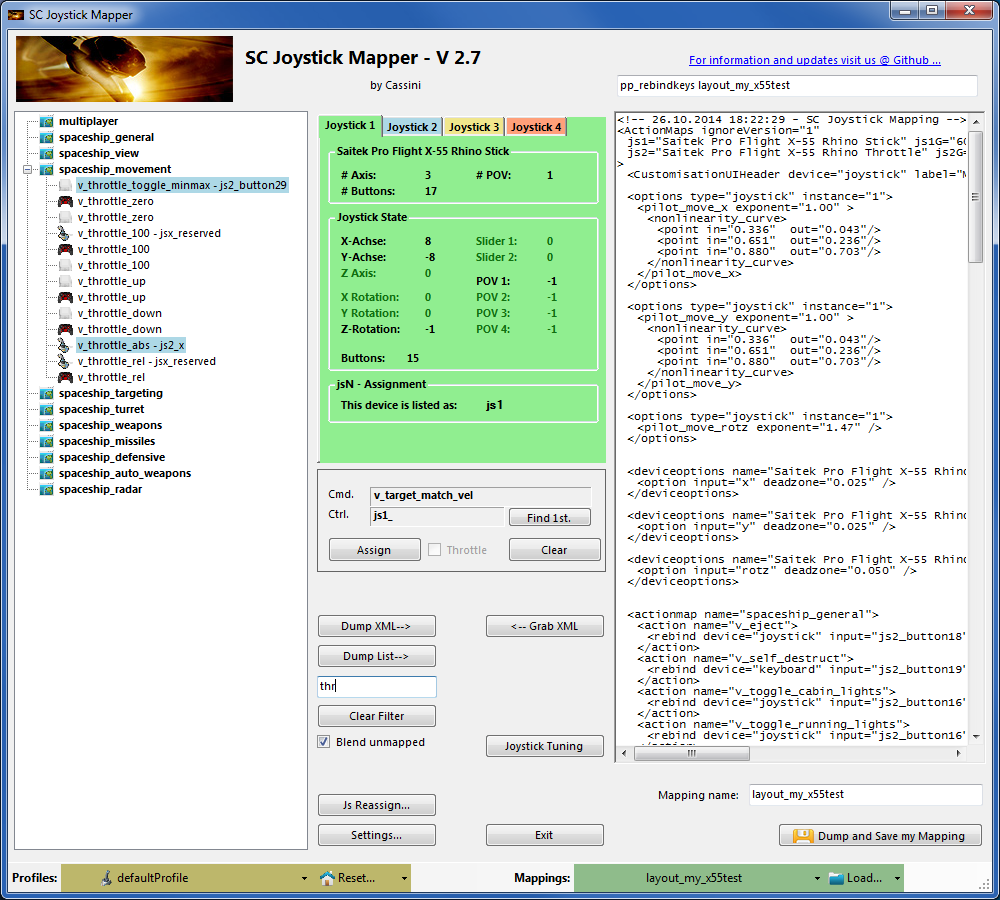 SC Joystick Mapper
SC Joystick Mapper - V 2.7
by Cassini
For information and updates visit us @ Github ...
pp_rebindkeys layout_my_x55test
multiplayer
spaceship_general
spaceship_view
spaceship_movement
v_throttle_toggle_minmax - js2_button29
v_throttle_zero
v_throttle_zero
v_throttle_100 - jsx_reserved
v_throttle_100
v_throttle_100
v_throttle_up
v_throttle_up
v_throttle_down
v_throttle_down
v_throttle_abs - js2_x
v_throttle_rel - jsx_reserved
v_throttle_rel
spaceship_targeting
spaceship_turret
spaceship_weapons
spaceship_missiles
spaceship_defensive
spaceship_auto_weapons
spaceship_radar
Joystick 1 Joystick 2 Joystick 3 Joystick 4
Saitek Pro Flight X-55 Rhino Stick
# Axis: 3 # POV: 1
# Buttons: 17
Joystick State
X-Achse: 8 Slider 1: 0
Y-Achse: -8 Slider 2: 0
Z Axis: 0
POV 1: -1
X Rotation: 0 POV 2: -1
Y Rotation: 0 POV 3: -1
Z-Rotation: -1 POV 4: -1
Buttons: 15
jsN - Assignment
This device is listed as: js1
Cmd. v_target_match_vel
Ctrl. js1_ Find 1st.
Assign Throttle Clear
Dump XML--> <-- Grab XML
Dump List-->
thr
Clear Filter
Blend unmapped
Joystick Tuning
Js Reassign...
Settings... Exit
<!-- 26.10.2014 18:22:29 - SC Joystick Mapping -->
<ActionMaps ignoreVersion="1"
js1="Saitek Pro Flight X-55 Rhino Stick" js1G="6
js2="Saitek Pro Flight X-55 Rhino Throttle" js2G=
>
<CustomisationUIHeader device="joystick" label="
<options type="joystick" instance="1">
<pilot_move_x exponent="1.00" >
<nonlinearity_curve>
<point in="0.336" out="0.043"/>
<point in="0.651" out="0.236"/>
<point in="0.880" out="0.703"/>
</nonlinearity_curve>
</pilot_move_x>
</options>
<options type="joystick" instance="1">
<pilot_move_y exponent="1.00" >
<nonlinearity_curve>
<point in="0.336" out="0.043"/>
<point in="0.651" out="0.236"/>
<point in="0.880" out="0.703"/>
</nonlinearity_curve>
</pilot_move_y>
</options>
<options type="joystick" instance="1">
<pilot_move_rotz exponent="1.47" />
</options>
<deviceoptions name="Saitek Pro Flight X-55 Rhino
<option input="x" deadzone="0.025" />
</deviceoptions>
<deviceoptions name="Saitek Pro Flight X-55 Rhino
<option input="y" deadzone="0.025" />
</deviceoptions>
<deviceoptions name="Saitek Pro Flight X-55 Rhino
<option input="rotz" deadzone="0.050" />
</deviceoptions>
<actionmap name="spaceship_general">
<action name="v_eject">
<rebind device="joystick" input="js2_button18"
</action>
<action name="v_self_destruct">
<rebind device="keyboard" input="js2_button19"
</action>
<action name="v_toggle_cabin_lights">
<rebind device="joystick" input="js2_button16"
</action>
<action name="v_toggle_running_lights">
<rebind device="joystick" input="js2_button16"
Mapping name: layout_my_x55test
Dump and Save my Mapping
Profiles: defaultProfile Reset... Mappings: layout_my_x55test Load...